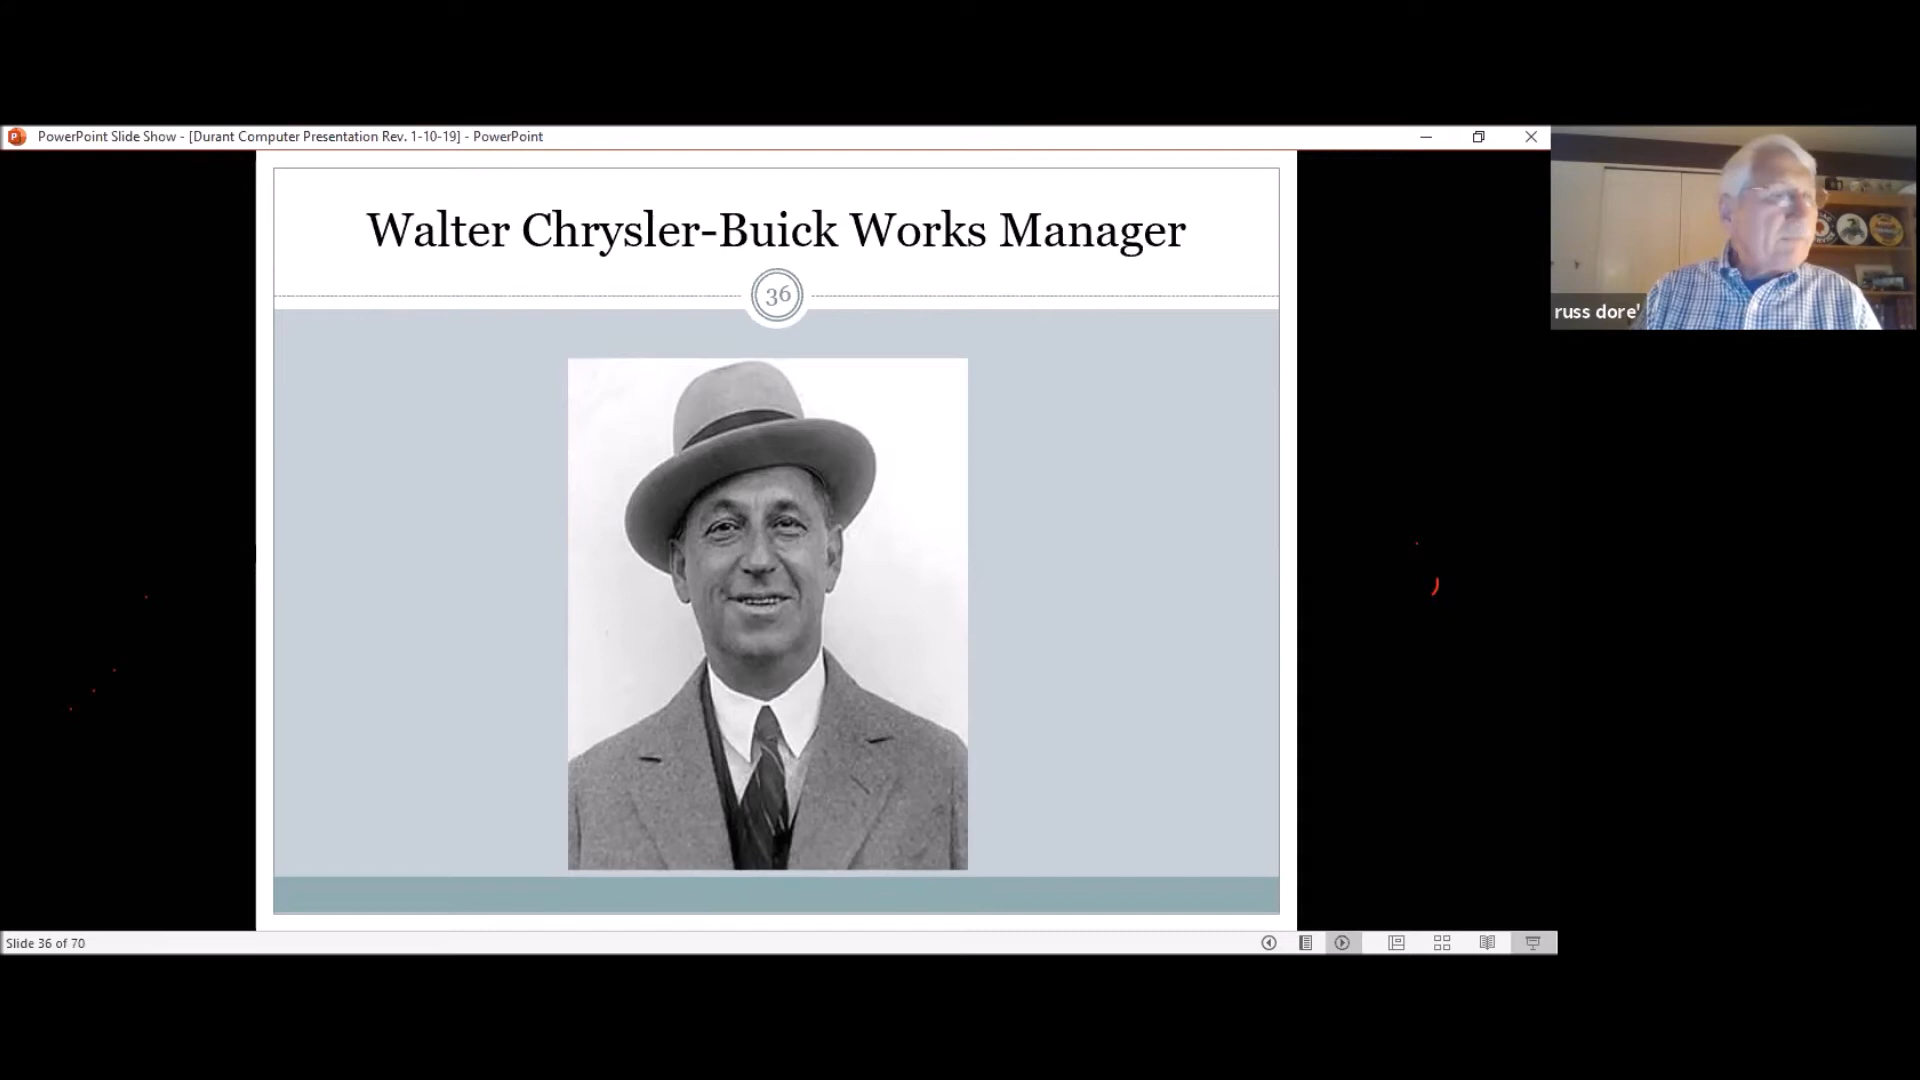 PowerPoint Slide Show - [Durant Computer Presentation Rev. 1-10-19] - PowerPoint
Walter Chrysler-Buick Works Manager
36
russ dore'
Slide 36 of 70